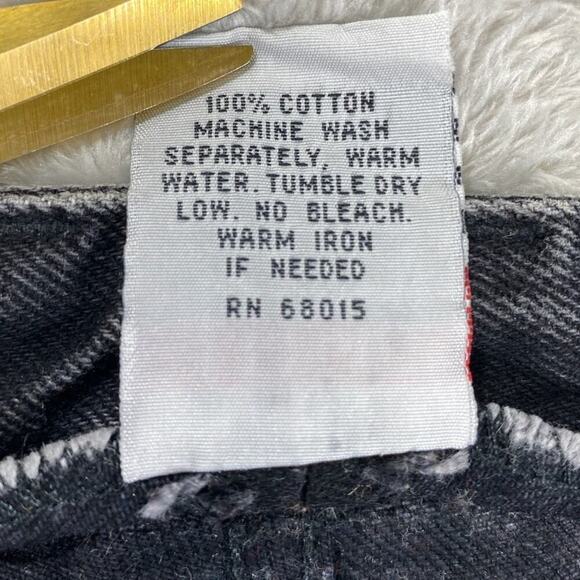 100% COTTON
MACHINE WASH
SEPARATELY, WARM
WATER. TUMBLE DRY
LOW. NO BLEACH.
WARM IRON
IF NEEDED
RN 68015